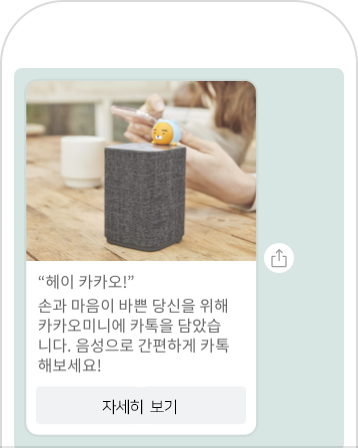 “헤이 카카오!”
손과 마음이 바쁜 당신을 위해
카카오미니에 카톡을 담았습
니다. 음성으로 간편하게 카톡
해보세요!
자세히 보기